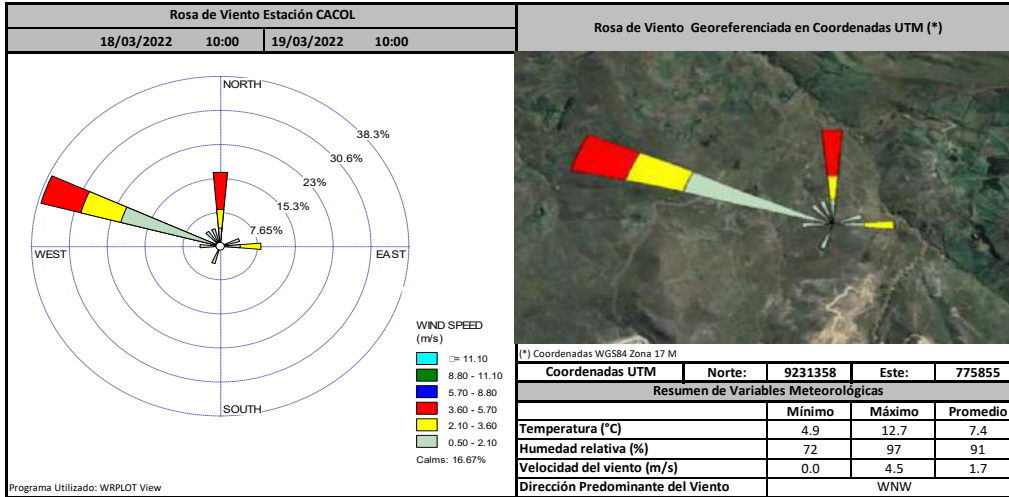 Rosa de Viento Estación CACOL
18/03/2022 10:00 19/03/2022 10:00
NORTH
38.3%
30.6%
23%
15.3%
7.65%
WEST
EAST
SOUTH
WIND SPEED
(m/s)
□= 11.10
8.80 - 11.10
5.70 - 8.80
3.60 - 5.70
2.10 - 3.60
0.50 - 2.10
Calms: 16.67%
Programa Utilizado: WRPLOT View
Rosa de Viento Georeferenciada en Coordenadas UTM (*)
(*) Coordenadas WGS84 Zona 17 M
Coordenadas UTM Norte: 9231358 Este: 775855
Resumen de Variables Meteorológicas
Mínimo Máximo Promedio
Temperatura (°C) 4.9 12.7 7.4
Humedad relativa (%) 72 97 91
Velocidad del viento (m/s) 0.0 4.5 1.7
Dirección Predominante del Viento WNW